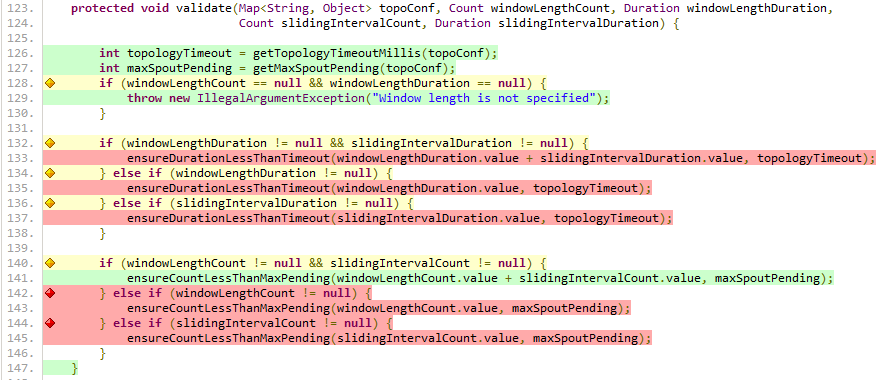 123. protected void validate(Map<String, Object> topoConf, Count windowLengthCount, Duration windowLengthDuration,
124. Count slidingIntervalCount, Duration slidingIntervalDuration) {
125.
126. int topologyTimeout = getTopologyTimeoutMillis(topoConf);
127. int maxSpoutPending = getMaxSpoutPending(topoConf);
128. if (windowLengthCount == null && windowLengthDuration == null) {
129. throw new IllegalArgumentException("Window length is not specified");
130. }
131.
132. if (windowLengthDuration != null && slidingIntervalDuration != null) {
133. ensureDurationLessThanTimeout(windowLengthDuration.value + slidingIntervalDuration.value, topologyTimeout);
134. } else if (windowLengthDuration != null) {
135. ensureDurationLessThanTimeout(windowLengthDuration.value, topologyTimeout);
136. } else if (slidingIntervalDuration != null) {
137. ensureDurationLessThanTimeout(slidingIntervalDuration.value, topologyTimeout);
138. }
139.
140. if (windowLengthCount != null && slidingIntervalCount != null) {
141. ensureCountLessThanMaxPending(windowLengthCount.value + slidingIntervalCount.value, maxSpoutPending);
142. } else if (windowLengthCount != null) {
143. ensureCountLessThanMaxPending(windowLengthCount.value, maxSpoutPending);
144. } else if (slidingIntervalCount != null) {
145. ensureCountLessThanMaxPending(slidingIntervalCount.value, maxSpoutPending);
146. }
147. }